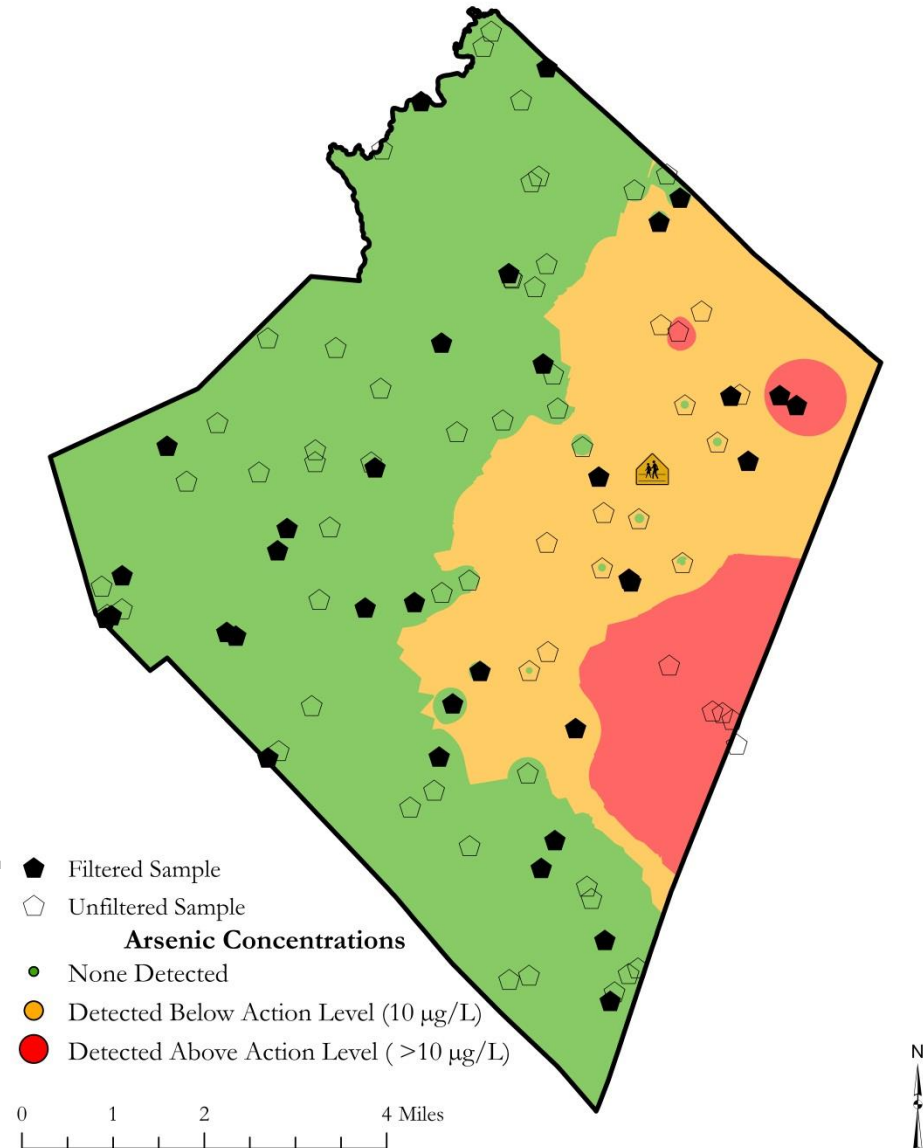 Filtered Sample
Unfiltered Sample
Arsenic Concentrations
None Detected
Detected Below Action Level (10 µg/L)
Detected Above Action Level ( >10 µg/L)
0 1 2 4 Miles
N